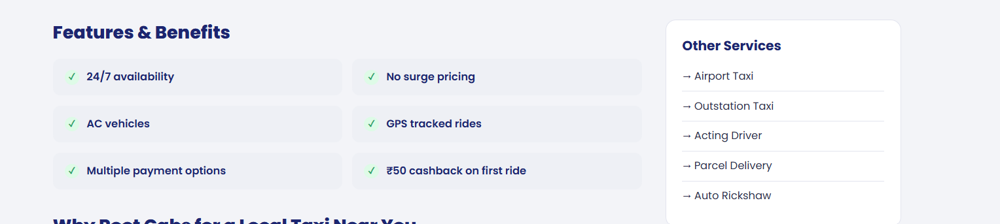 Features & Benefits
✓ 24/7 availability
✓ No surge pricing
✓ AC vehicles
✓ GPS tracked rides
✓ Multiple payment options
✓ ₹50 cashback on first ride
Why Root Cabs for a Local Taxi Near You
Other Services
→ Airport Taxi
→ Outstation Taxi
→ Acting Driver
→ Parcel Delivery
→ Auto Rickshaw